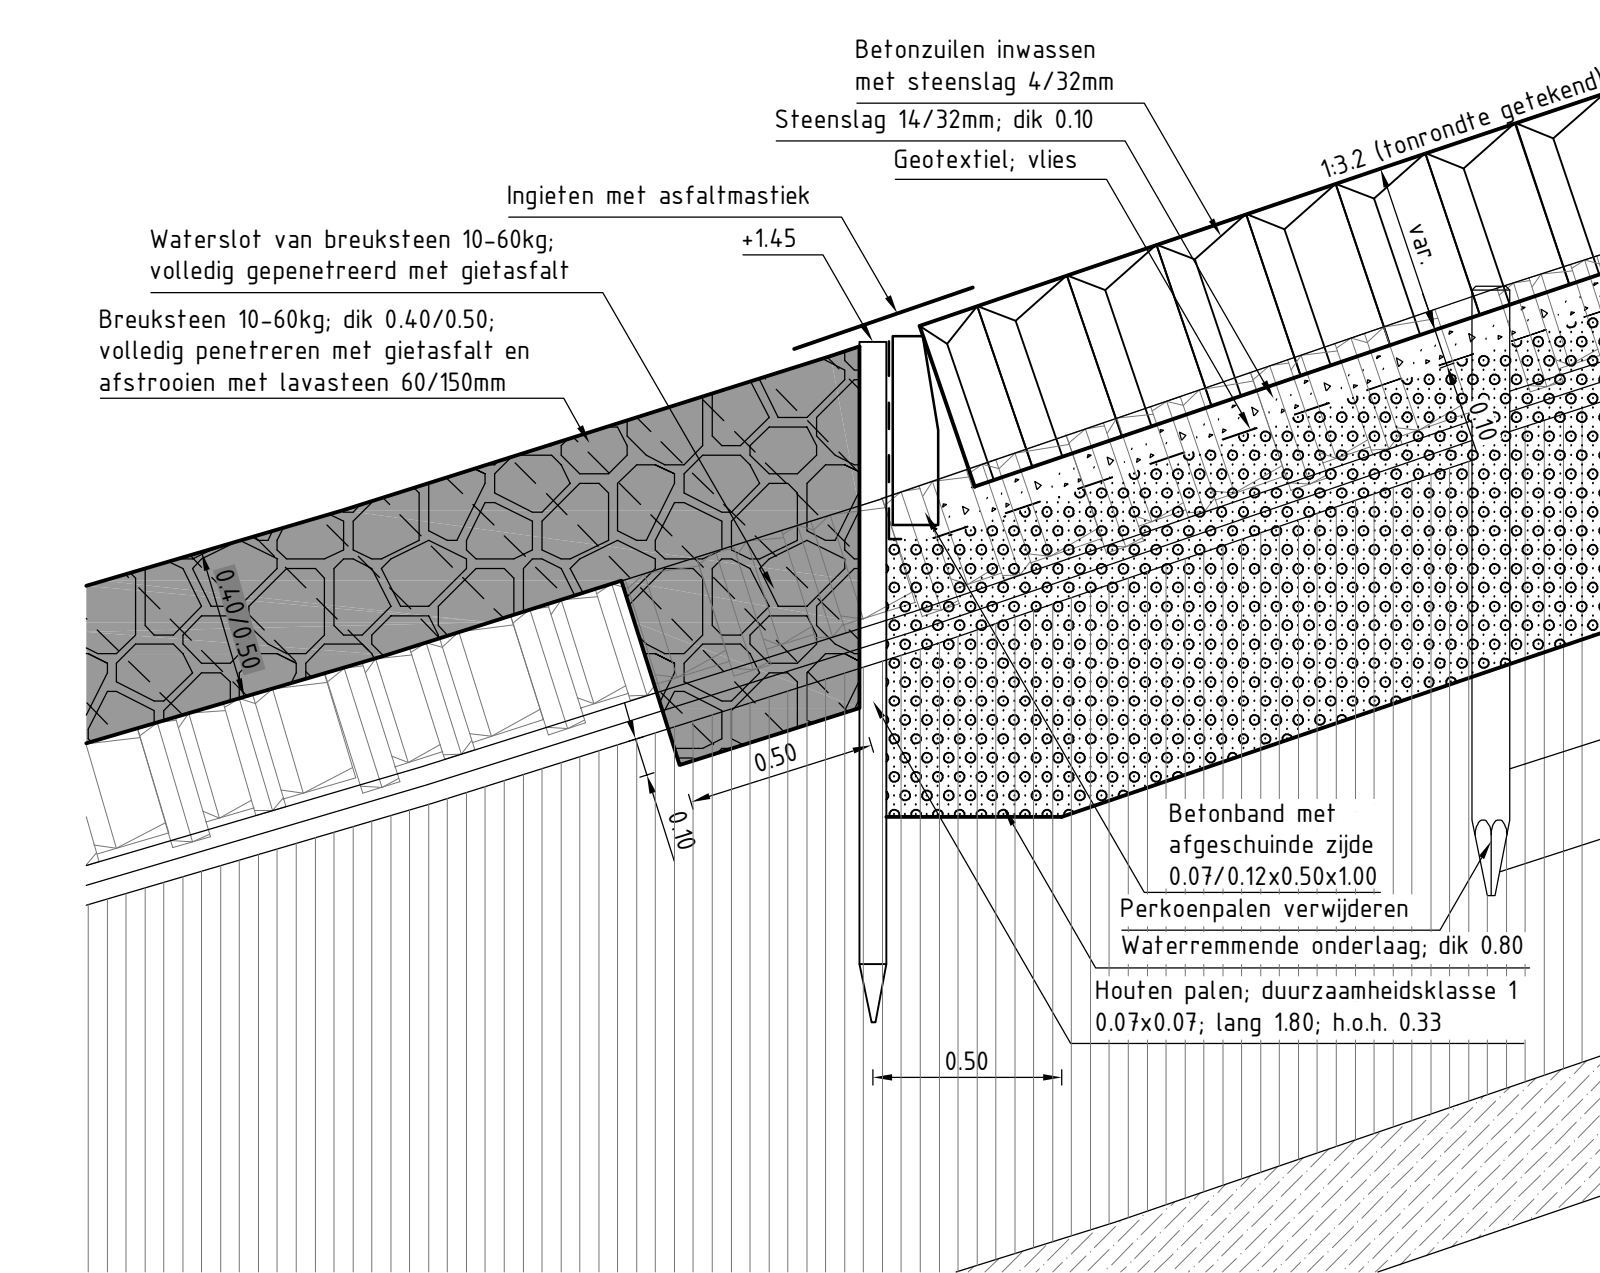 Betonzuilen inwassen
met steenslag 4/32mm
Steenslag 14/32mm; dik 0.10
Geotextiel; vlies
1:3.2 (tonrondte getekend)
Ingieten met asfaltmastiek
+1.45
Waterslot van breuksteen 10-60kg;
volledig gepenetreerd met gietasfalt
Breuksteen 10-60kg; dik 0.40/0.50;
volledig penetreren met gietasfalt en
afstrooien met lavasteen 60/150mm
var.
0.10
0.40/0.50
0.50
0.10
Betonband met
afgeschuinde zijde
0.07/0.12x0.50x1.00
Perkoenpalen verwijderen
Waterremmende onderlaag; dik 0.80
Houten palen; duurzaamheidsklasse 1
0.07x0.07; lang 1.80; h.o.h. 0.33
0.50